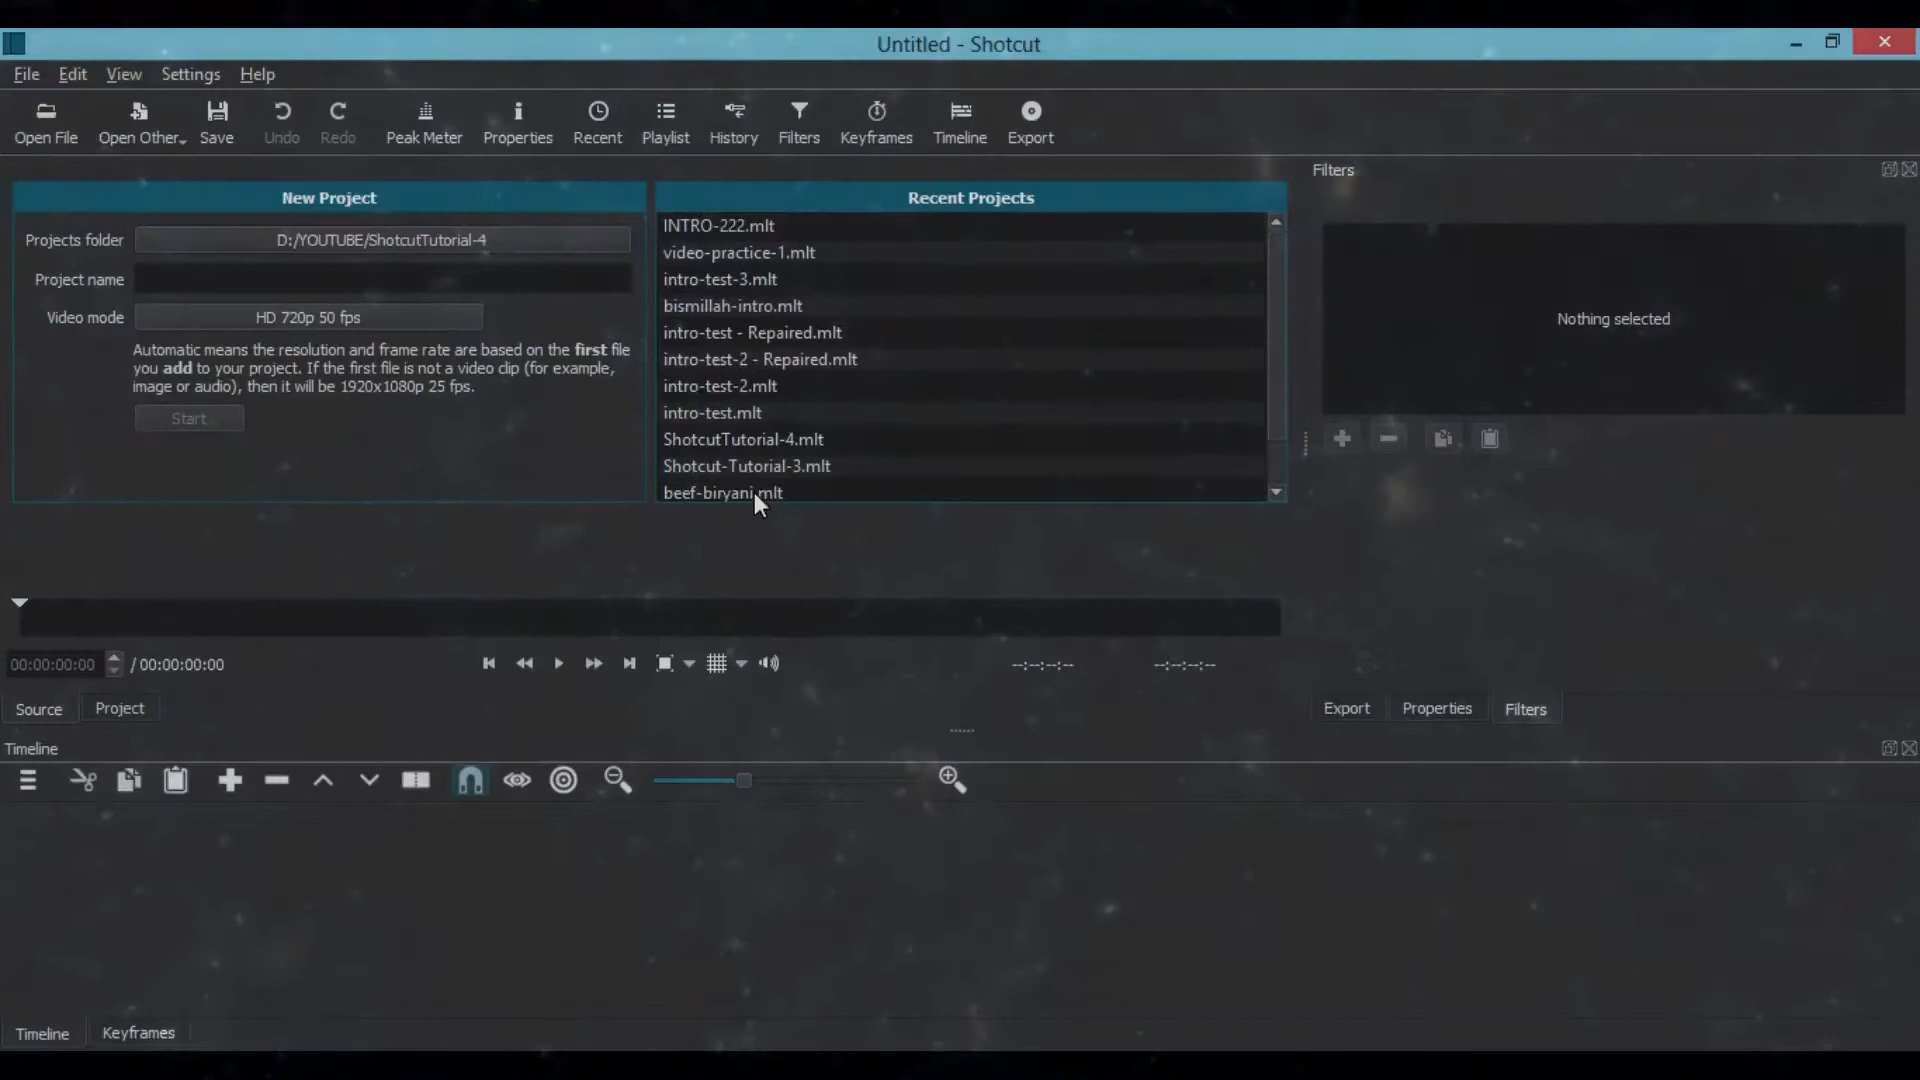 Untitled - Shotcut
File Edit View Settings Help
Open File Open Other... Save Undo Redo Peak Meter Properties Recent Playlist History Filters Keyframes Timeline Export
New Project
Projects folder D:/YOUTUBE/ShotcutTutorial-4
Project name
Video mode HD 720p 50 fps
Automatic means the resolution and frame rate are based on the first file
you add to your project. If the first file is not a video clip (for example,
image or audio), then it will be 1920x1080p 25 fps.
Start
Recent Projects
INTRO-222.mlt
video-practice-1.mlt
intro-test-3.mlt
bismillah-intro.mlt
intro-test - Repaired.mlt
intro-test-2 - Repaired.mlt
intro-test-2.mlt
intro-test.mlt
ShotcutTutorial-4.mlt
Shotcut-Tutorial-3.mlt
beef-biryani.mlt
Filters
Nothing selected
00:00:00:00 / 00:00:00:00 --:--:--:-- --:--:--:--
Source Project
Export Properties Filters
Timeline
Timeline Keyframes